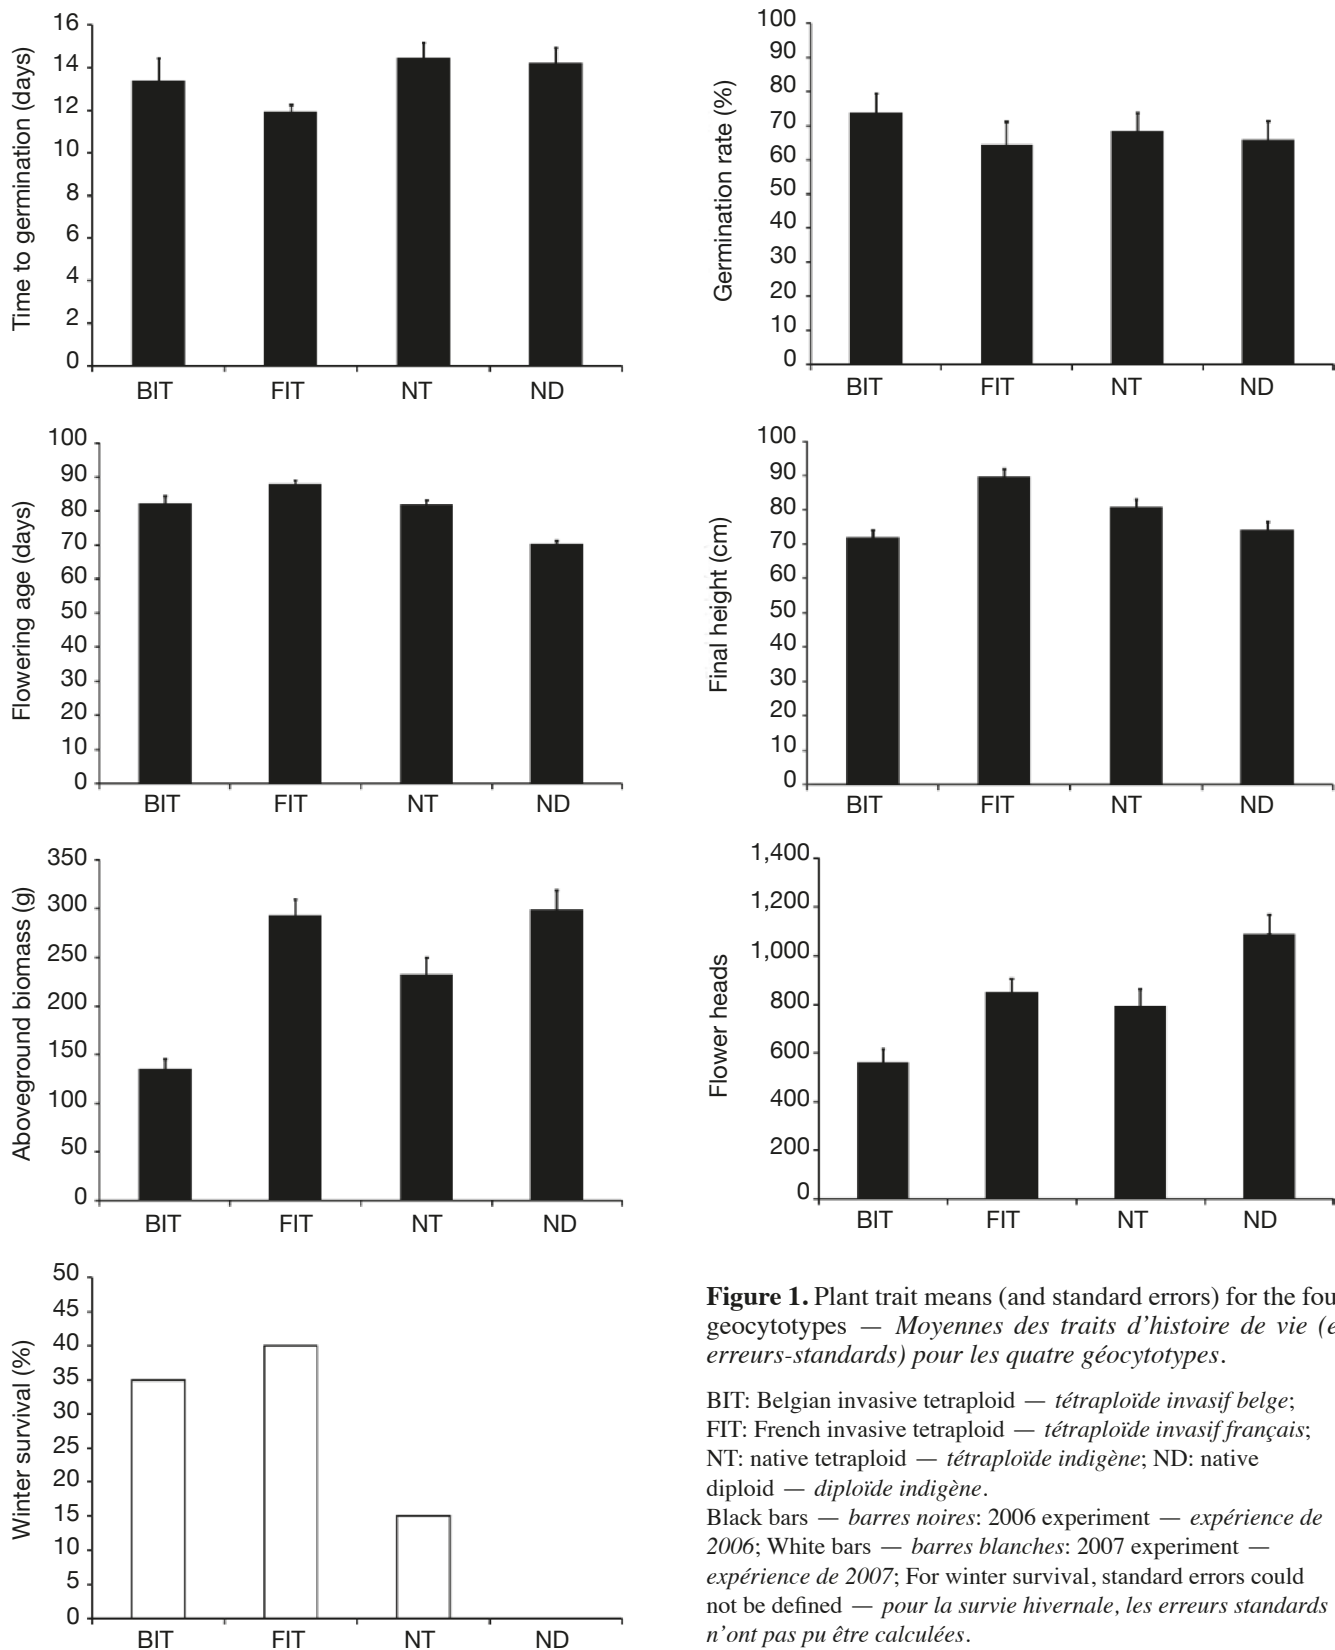 16
14
12
10
8
6
4
2
0
Time to germination (days)
BIT FIT NT ND
100
90
80
70
60
50
40
30
20
10
0
Germination rate (%)
BIT FIT NT ND
100
90
80
70
60
50
40
30
20
10
0
Flowering age (days)
BIT FIT NT ND
100
90
80
70
60
50
40
30
20
10
0
Final height (cm)
BIT FIT NT ND
350
300
250
200
150
100
50
0
Aboveground biomass (g)
BIT FIT NT ND
1,400
1,200
1,000
800
600
400
200
0
Flower heads
BIT FIT NT ND
50
45
40
35
30
25
20
15
10
5
0
Winter survival (%)
BIT FIT NT ND
Figure 1. Plant trait means (and standard errors) for the fou
geocytotypes — Moyennes des traits d'histoire de vie (e
erreurs-standards) pour les quatre géocytotypes.
BIT: Belgian invasive tetraploid — tétraploïde invasif belge;
FIT: French invasive tetraploid — tétraploïde invasif français;
NT: native tetraploid — tétraploïde indigène; ND: native
diploid — diploïde indigène.
Black bars — barres noires: 2006 experiment — expérience de
2006; White bars — barres blanches: 2007 experiment —
expérience de 2007; For winter survival, standard errors could
not be defined — pour la survie hivernale, les erreurs standards
n'ont pas pu être calculées.